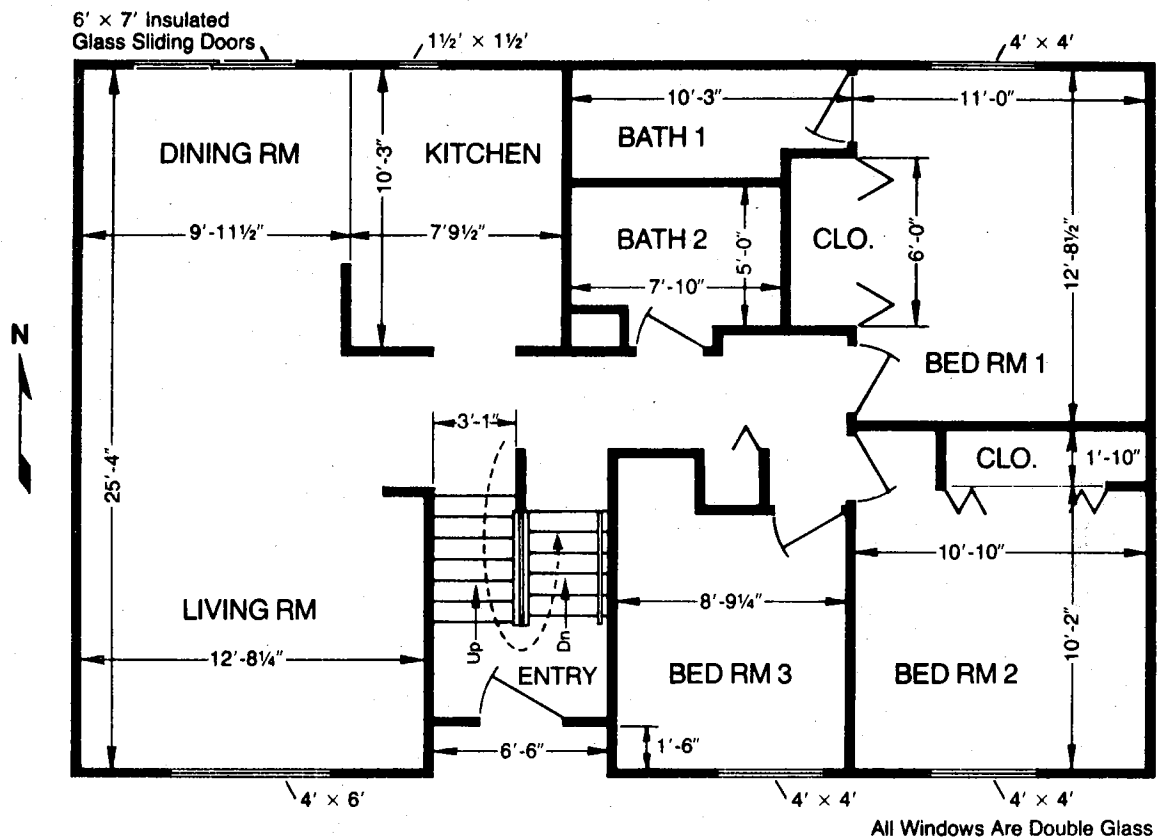 6′ × 7′ Insulated
Glass Sliding Doors
1½′ × 1½′
4′ × 4′
10′-3″
11′-0″
DINING RM
KITCHEN
BATH 1
10′-3″
9′-11½″
7′9½″
BATH 2
5′-0″
CLO.
6′-0″
12′-8½″
7′-10″
N
BED RM 1
3′-1″
25′-4″
CLO.
1′-10″
10′-10″
LIVING RM
8′-9¼″
10′-2″
12′-8¼″
Up
Dn
ENTRY
BED RM 3
BED RM 2
6′-6″
1′-6″
4′ × 6′
4′ × 4′
4′ × 4′
All Windows Are Double Glass